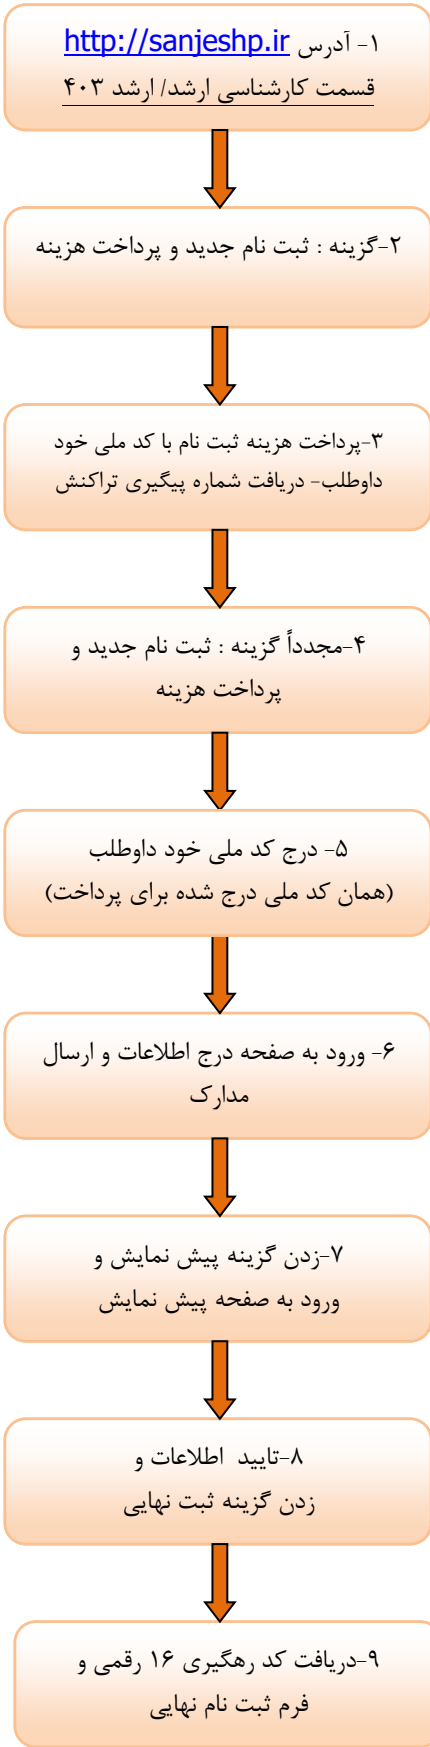 ۱- آدرس http://sanjeshp.ir
قسمت کارشناسی ارشد/ ارشد ۴۰۳
۲-گزینه : ثبت نام جدید و پرداخت هزینه
۳-پرداخت هزینه ثبت نام با کد ملی خود
داوطلب- دریافت شماره پیگیری تراکنش
۴-مجدداً گزینه : ثبت نام جدید و
پرداخت هزینه
۵- درج کد ملی خود داوطلب
(همان کد ملی درج شده برای پرداخت)
۶- ورود به صفحه درج اطلاعات و ارسال
مدارک
۷-زدن گزینه پیش نمایش و
ورود به صفحه پیش نمایش
۸-تایید اطلاعات و
زدن گزینه ثبت نهایی
۹-دریافت کد رهگیری ۱۶ رقمی و
فرم ثبت نام نهایی